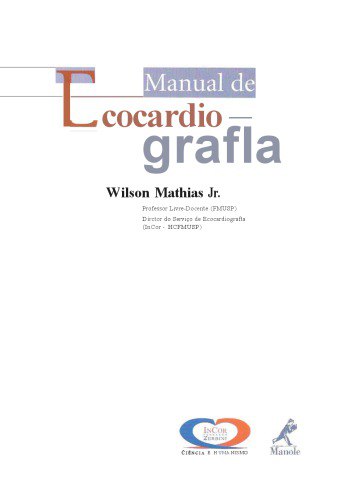 Manual de
Ecocardio
grafla
Wilson Mathias Jr.
Professor Livre-Docente (FMUSP)
Diretor do Serviço de Ecocardiografia
(InCor - HCFMUSP)
INCOR
ZERBINI
CIÊNCIA E HUMANISMO
Manole